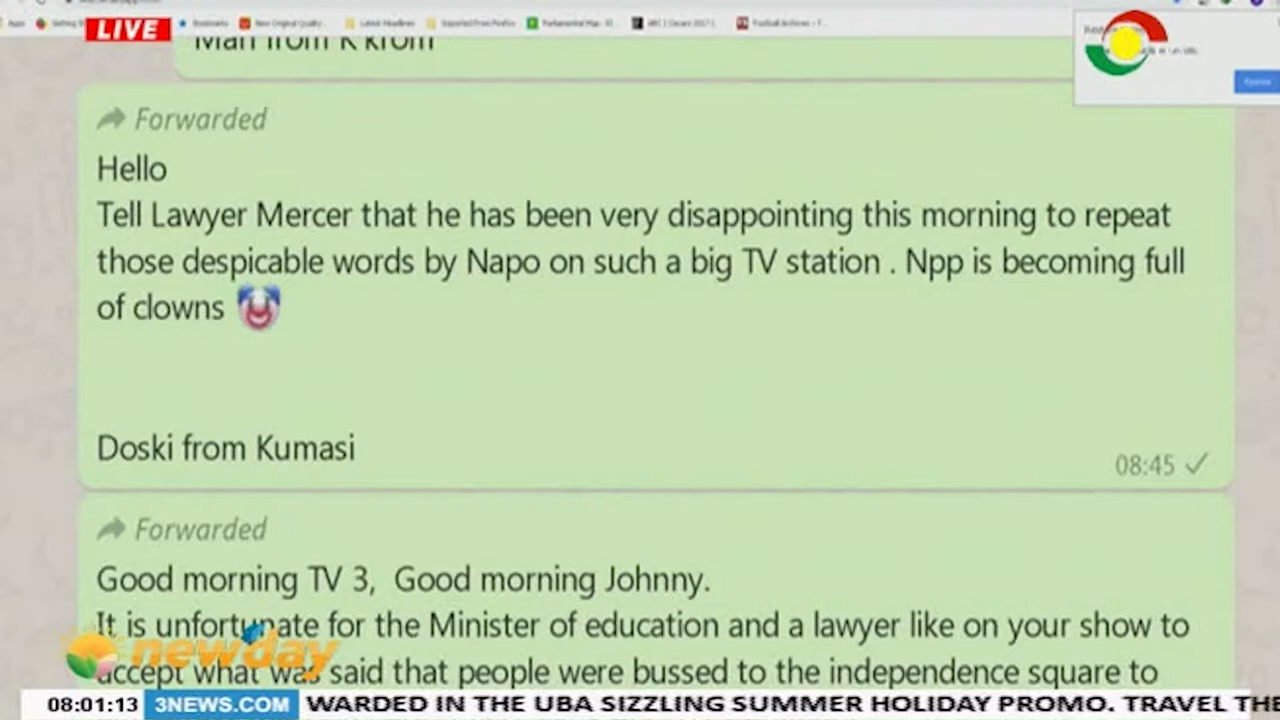 LIVE
Man from K krom
Forwarded
Hello
Tell Lawyer Mercer that he has been very disappointing this morning to repeat
those despicable words by Napo on such a big TV station . Npp is becoming full
of clowns 🤡
Doski from Kumasi
08:45
Forwarded
Good morning TV 3, Good morning Johnny.
It is unfortunate for the Minister of education and a lawyer like on your show to
accept what was said that people were bussed to the independence square to
newday
08:01:13 3NEWS.COM WARDED IN THE UBA SIZZLING SUMMER HOLIDAY PROMO. TRAVEL THE